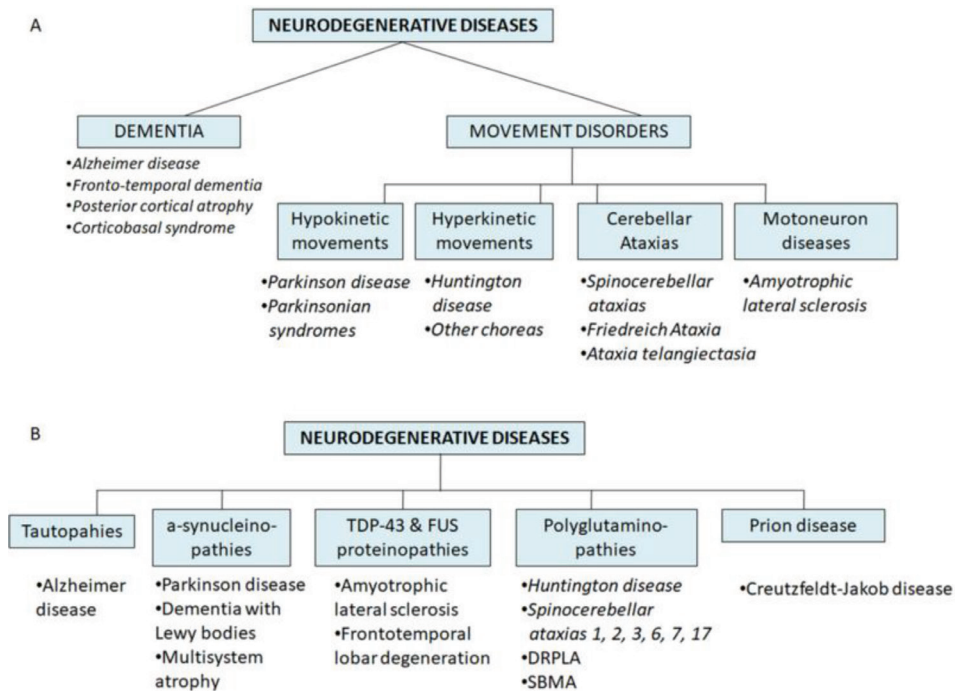 A
NEURODEGENERATIVE DISEASES
DEMENTIA
•Alzheimer disease
•Fronto-temporal dementia
•Posterior cortical atrophy
•Corticobasal syndrome
MOVEMENT DISORDERS
Hypokinetic
movements
•Parkinson disease
•Parkinsonian
syndromes
Hyperkinetic
movements
•Huntington
disease
•Other choreas
Cerebellar
Ataxias
•Spinocerebellar
ataxias
•Friedreich Ataxia
•Ataxia telangiectasia
Motoneuron
diseases
•Amyotrophic
lateral sclerosis
B
NEURODEGENERATIVE DISEASES
Tautopahies
•Alzheimer
disease
a-synucleino-
pathies
•Parkinson disease
•Dementia with
Lewy bodies
•Multisystem
atrophy
TDP-43 & FUS
proteinopathies
•Amyotrophic
lateral sclerosis
•Frontotemporal
lobar degeneration
Polyglutamino-
pathies
•Huntington disease
•Spinocerebellar
ataxias 1, 2, 3, 6, 7, 17
•DRPLA
•SBMA
Prion disease
•Creutzfeldt-Jakob disease